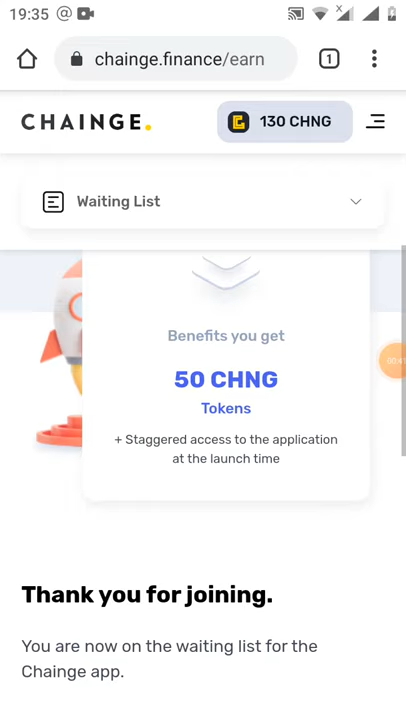 19:35
1
chainge.finance/earn
CHAINGE.
130 CHNG
Waiting List
Benefits you get
50 CHNG
Tokens
+ Staggered access to the application
at the launch time
00:41
Thank you for joining.
You are now on the waiting list for the
Chainge app.